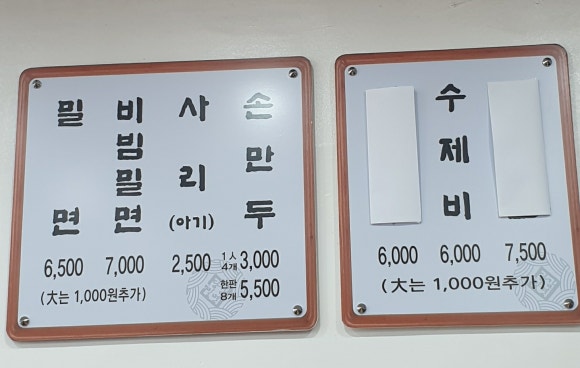 밀면
비빔밀면
사리
(아기)
손만두
6,500 7,000 2,500 1人 4개 3,000
한판 8개 5,500
(大는 1,000원추가)
수제비
6,000 6,000 7,500
(大는 1,000원추가)